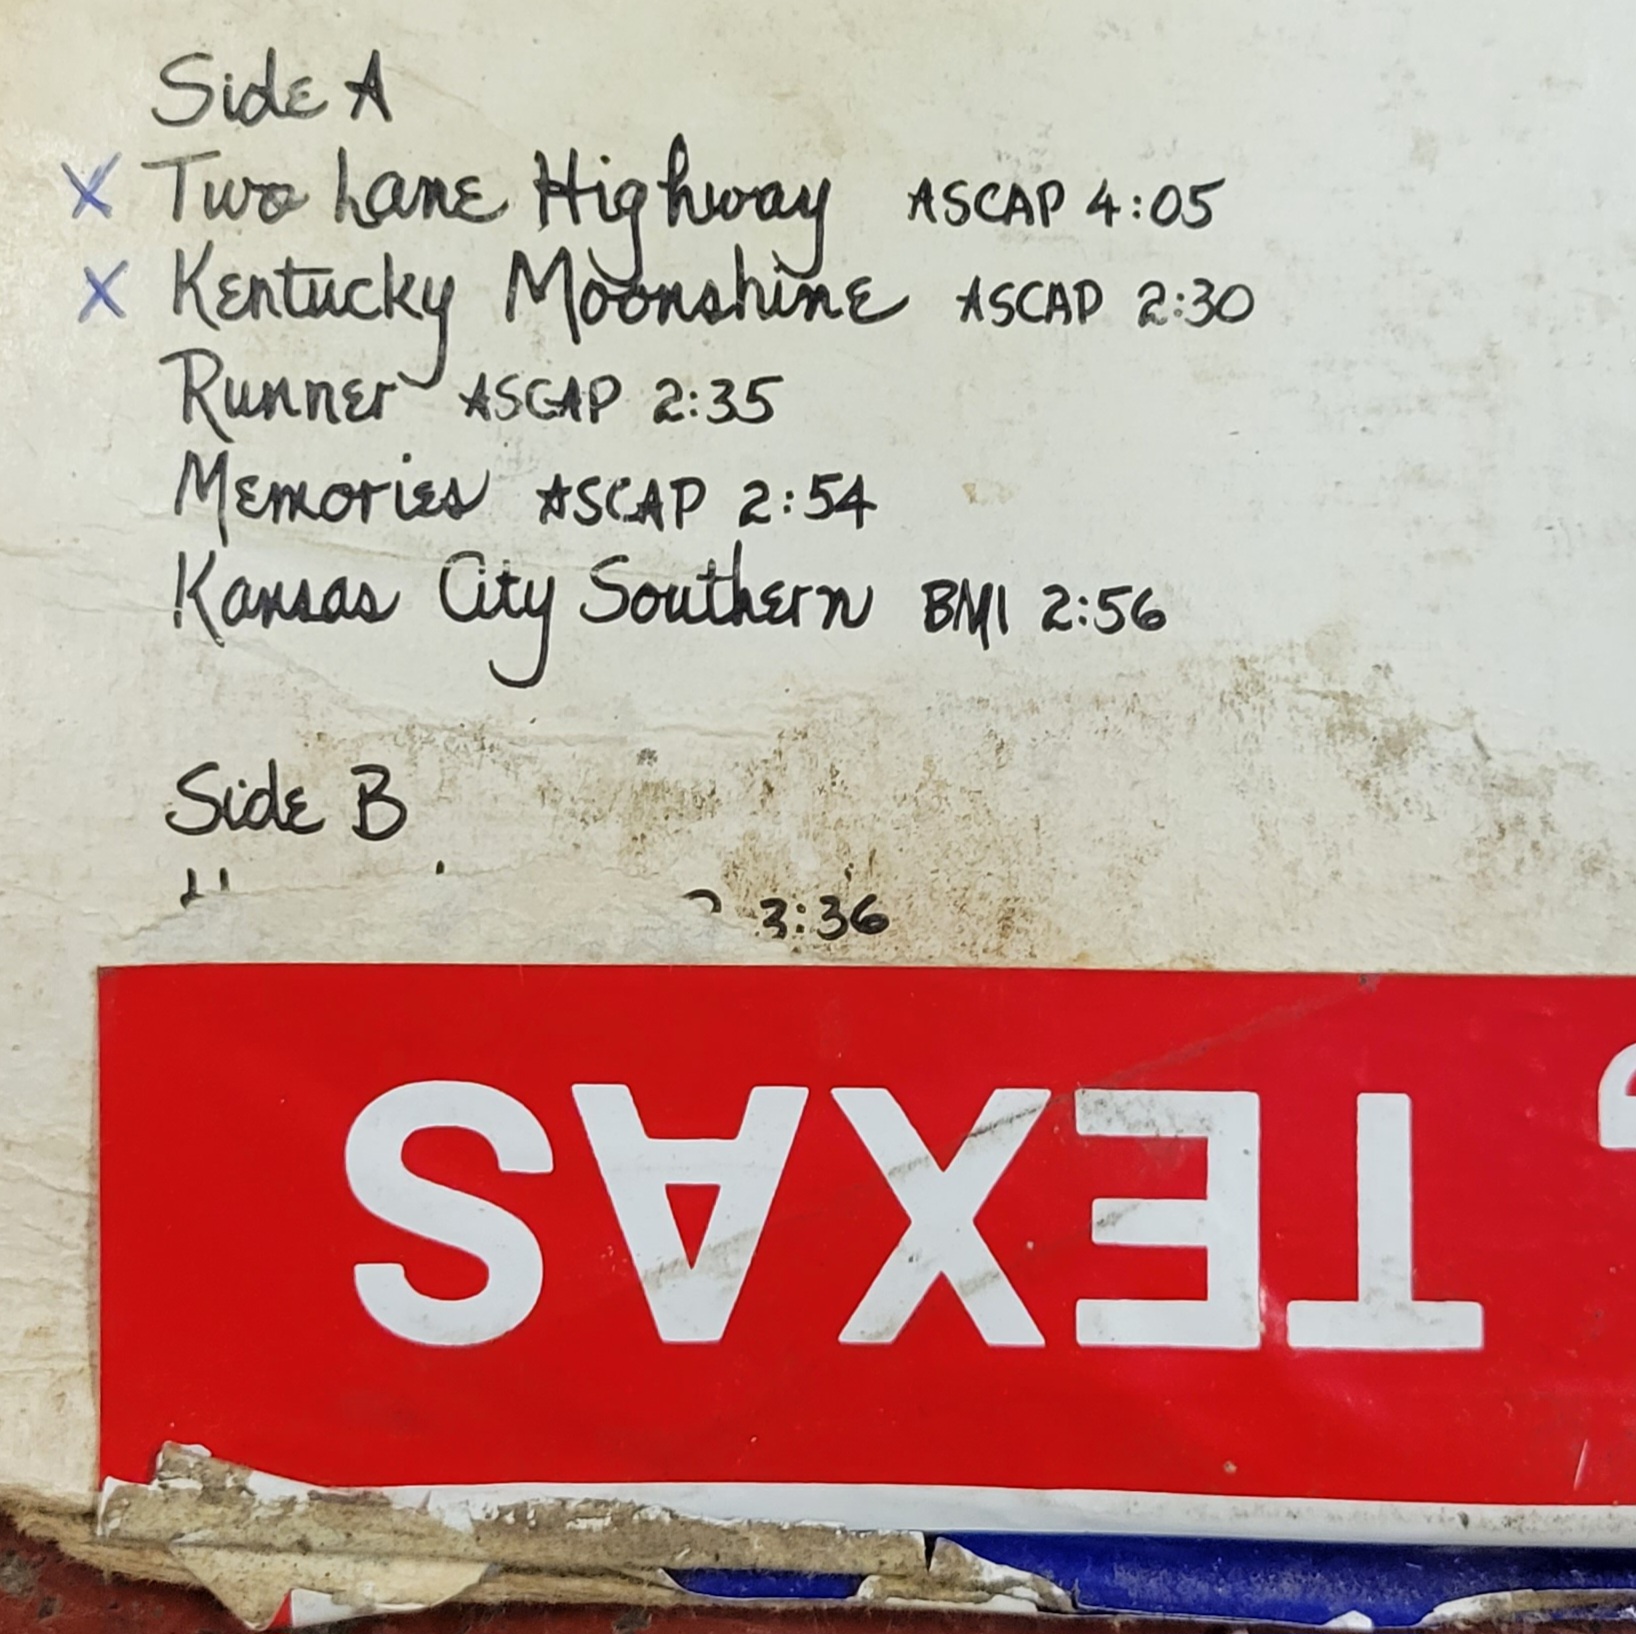 Side A
X Two Lane Highway ASCAP 4:05
X Kentucky Moonshine ASCAP 2:30
Runner ASCAP 2:35
Memories ASCAP 2:54
Kansas City Southern BMI 2:56
Side B
3:36
TEXAS